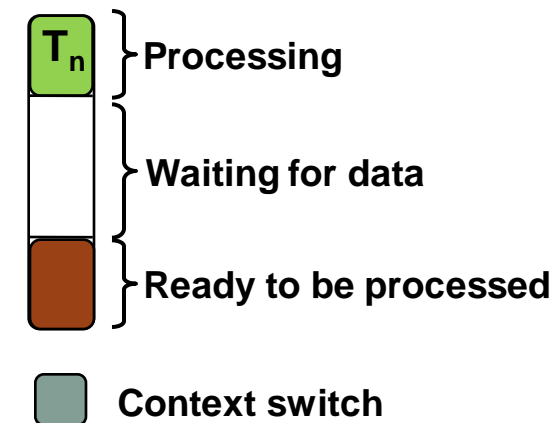 Tn
Processing
Waiting for data
Ready to be processed
Context switch